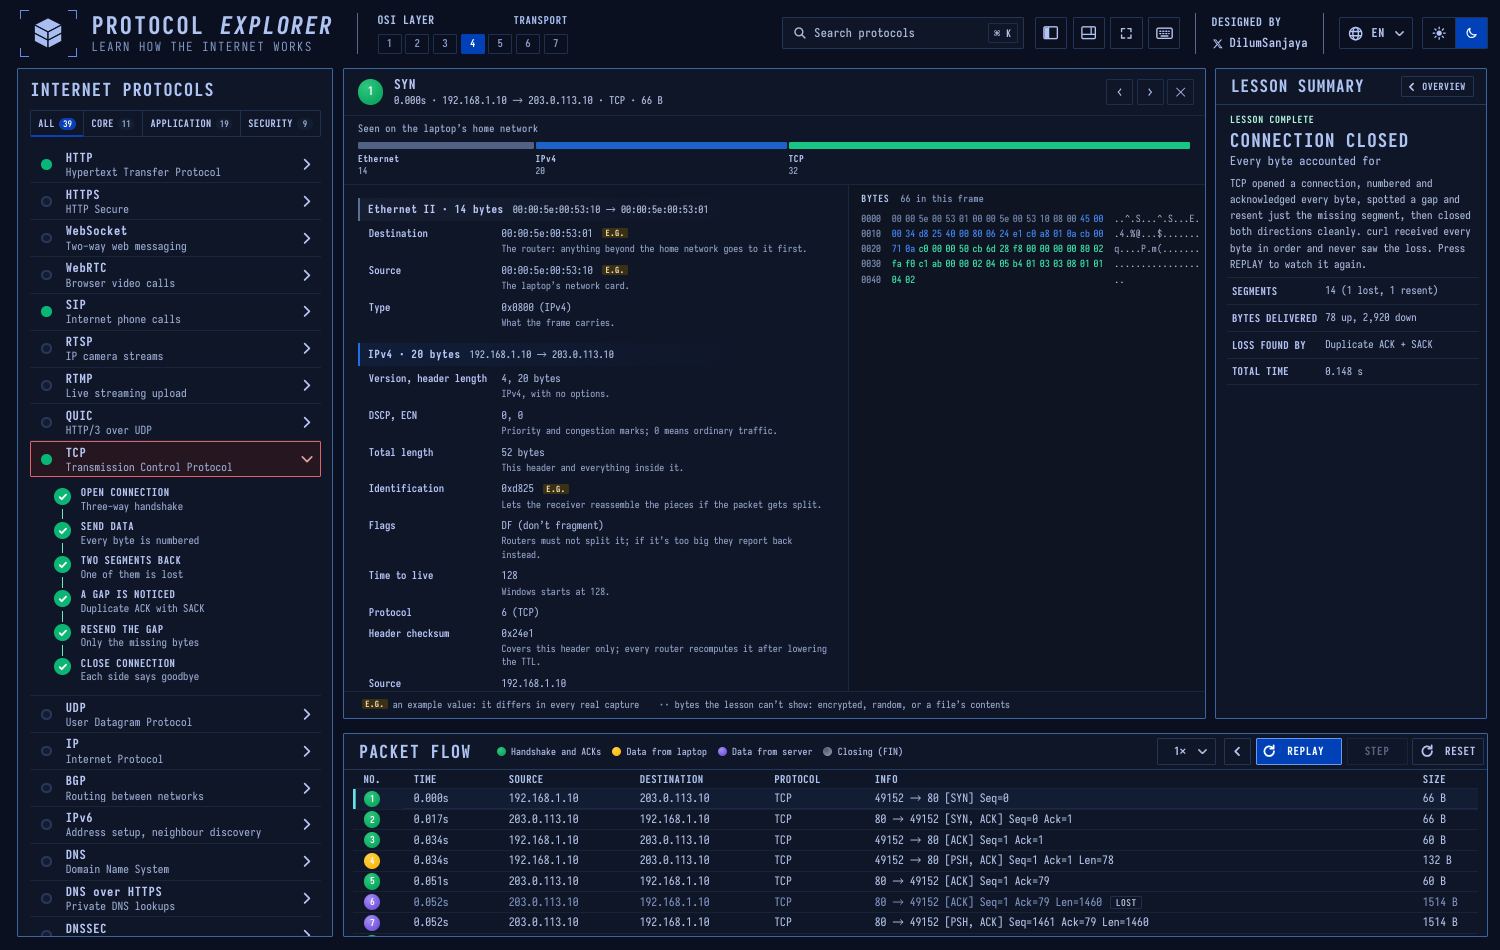 PROTOCOL EXPLORER
LEARN HOW THE INTERNET WORKS
OSI LAYER TRANSPORT
1 2 3 4 5 6 7
Search protocols ⌘ K
DESIGNED BY
X DilumSanjaya
EN
INTERNET PROTOCOLS
ALL 39 CORE 11 APPLICATION 19 SECURITY 9
HTTP
Hypertext Transfer Protocol
HTTPS
HTTP Secure
WebSocket
Two-way web messaging
WebRTC
Browser video calls
SIP
Internet phone calls
RTSP
IP camera streams
RTMP
Live streaming upload
QUIC
HTTP/3 over UDP
TCP
Transmission Control Protocol
OPEN CONNECTION
Three-way handshake
SEND DATA
Every byte is numbered
TWO SEGMENTS BACK
One of them is lost
A GAP IS NOTICED
Duplicate ACK with SACK
RESEND THE GAP
Only the missing bytes
CLOSE CONNECTION
Each side says goodbye
UDP
User Datagram Protocol
IP
Internet Protocol
BGP
Routing between networks
IPv6
Address setup, neighbour discovery
DNS
Domain Name System
DNS over HTTPS
Private DNS lookups
DNSSEC
1 SYN
0.000s · 192.168.1.10 → 203.0.113.10 · TCP · 66 B
Seen on the laptop's home network
Ethernet IPv4 TCP
14 20 32
Ethernet II · 14 bytes 00:00:5e:00:53:10 → 00:00:5e:00:53:01
Destination 00:00:5e:00:53:01 E.G.
The router: anything beyond the home network goes to it first.
Source 00:00:5e:00:53:10 E.G.
The laptop's network card.
Type 0x0800 (IPv4)
What the frame carries.
IPv4 · 20 bytes 192.168.1.10 → 203.0.113.10
Version, header length 4, 20 bytes
IPv4, with no options.
DSCP, ECN 0, 0
Priority and congestion marks; 0 means ordinary traffic.
Total length 52 bytes
This header and everything inside it.
Identification 0xd825 E.G.
Lets the receiver reassemble the pieces if the packet gets split.
Flags DF (don't fragment)
Routers must not split it; if it's too big they report back
instead.
Time to live 128
Windows starts at 128.
Protocol 6 (TCP)
Header checksum 0x24e1
Covers this header only; every router recomputes it after lowering
the TTL.
Source 192.168.1.10
BYTES 66 in this frame
0000 00 00 5e 00 53 01 00 00 5e 00 53 10 08 00 45 00 ..^.S...^.S...E.
0010 00 34 d8 25 40 00 80 06 24 e1 c0 a8 01 0a cb 00 .4.%@...$.......
0020 71 0a c0 00 00 50 cb 6d 28 f8 00 00 00 00 80 02 q....P.m(.......
0030 fa f0 c1 ab 00 00 02 04 05 b4 01 03 03 08 01 01 ................
0040 04 02 ..
E.G. an example value: it differs in every real capture ·· bytes the lesson can't show: encrypted, random, or a file's contents
LESSON SUMMARY OVERVIEW
LESSON COMPLETE
CONNECTION CLOSED
Every byte accounted for
TCP opened a connection, numbered and
acknowledged every byte, spotted a gap and
resent just the missing segment, then closed
both directions cleanly. curl received every
byte in order and never saw the loss. Press
REPLAY to watch it again.
SEGMENTS 14 (1 lost, 1 resent)
BYTES DELIVERED 78 up, 2,920 down
LOSS FOUND BY Duplicate ACK + SACK
TOTAL TIME 0.148 s
PACKET FLOW Handshake and ACKs Data from laptop Data from server Closing (FIN) 1× REPLAY STEP RESET
NO. TIME SOURCE DESTINATION PROTOCOL INFO SIZE
1 0.000s 192.168.1.10 203.0.113.10 TCP 49152 → 80 [SYN] Seq=0 66 B
2 0.017s 203.0.113.10 192.168.1.10 TCP 80 → 49152 [SYN, ACK] Seq=0 Ack=1 66 B
3 0.034s 192.168.1.10 203.0.113.10 TCP 49152 → 80 [ACK] Seq=1 Ack=1 60 B
4 0.034s 192.168.1.10 203.0.113.10 TCP 49152 → 80 [PSH, ACK] Seq=1 Ack=1 Len=78 132 B
5 0.051s 203.0.113.10 192.168.1.10 TCP 80 → 49152 [ACK] Seq=1 Ack=79 60 B
6 0.052s 203.0.113.10 192.168.1.10 TCP 80 → 49152 [ACK] Seq=1 Ack=79 Len=1460 LOST 1514 B
7 0.052s 203.0.113.10 192.168.1.10 TCP 80 → 49152 [PSH, ACK] Seq=1461 Ack=79 Len=1460 1514 B